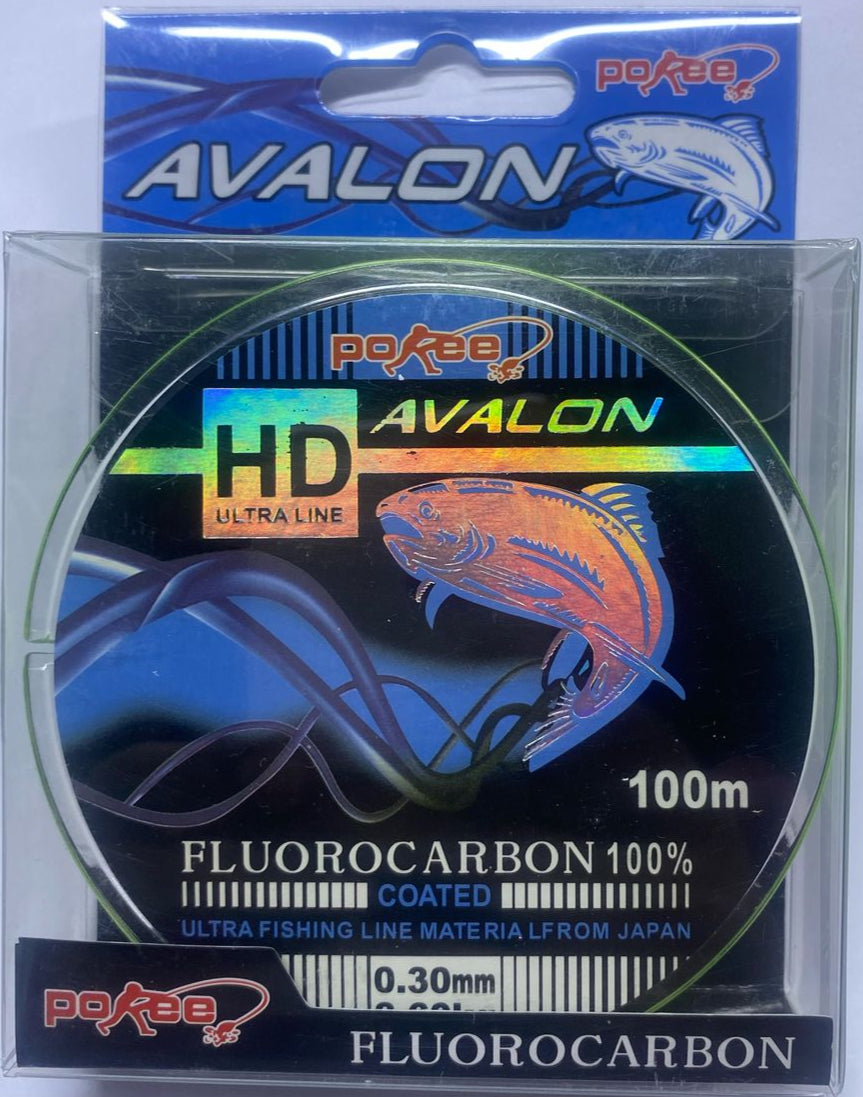 pokee
AVALON
pokee
AVALON
HD
ULTRA LINE
100m
FLUOROCARBON 100%
COATED
ULTRA FISHING LINE MATERIA LFROM JAPAN
0.30mm
pokee
FLUOROCARBON